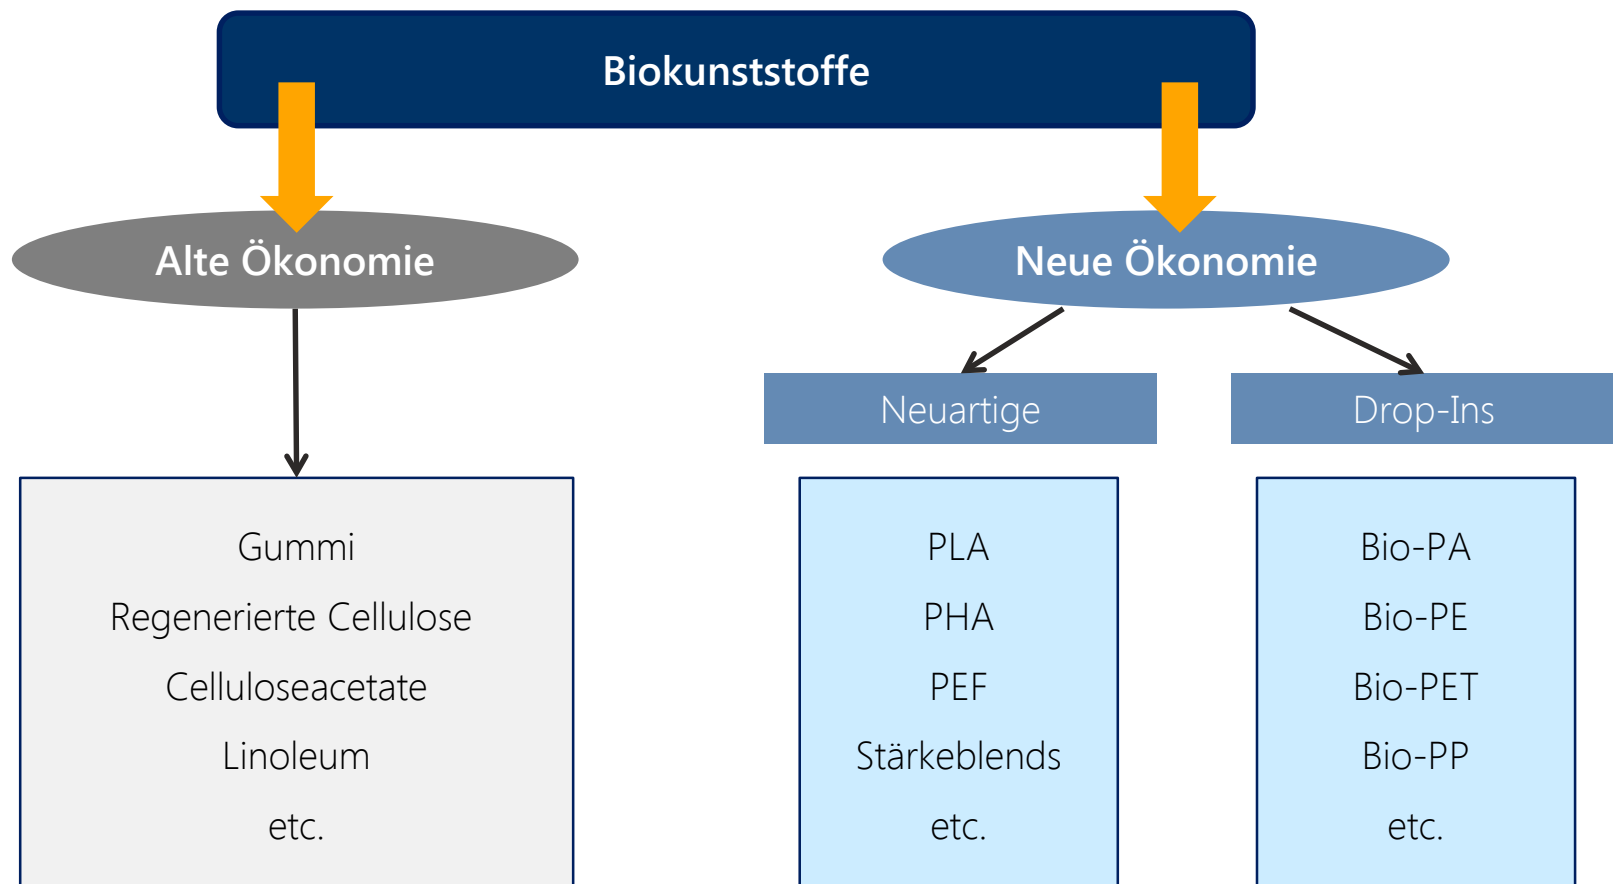 Biokunststoffe
Alte Ökonomie
Neue Ökonomie
Neuartige
Drop-Ins
Gummi
Regenerierte Cellulose
Celluloseacetate
Linoleum
etc.
PLA
PHA
PEF
Stärkeblends
etc.
Bio-PA
Bio-PE
Bio-PET
Bio-PP
etc.